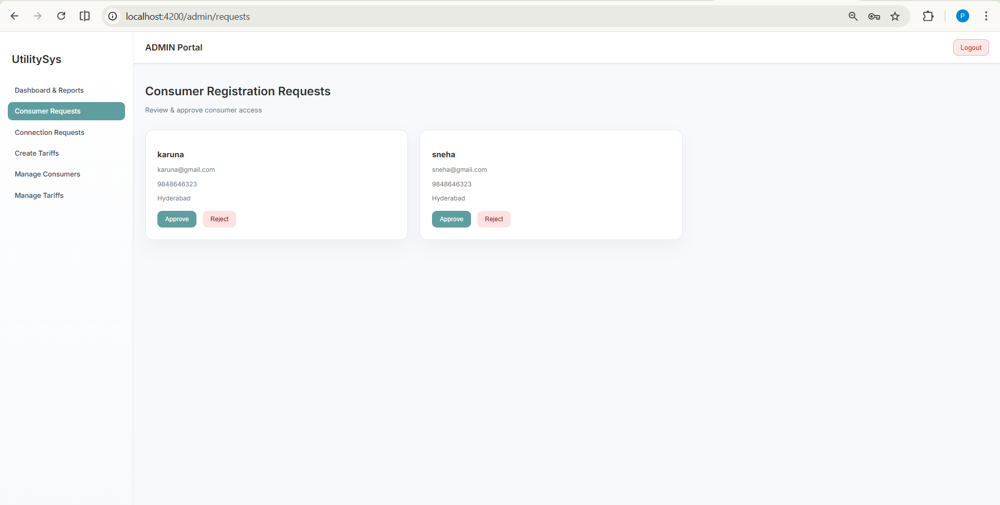 localhost:4200/admin/requests
P
UtilitySys
ADMIN Portal
Logout
Dashboard & Reports
Consumer Requests
Connection Requests
Create Tariffs
Manage Consumers
Manage Tariffs
Consumer Registration Requests
Review & approve consumer access
karuna
karuna@gmail.com
9848646323
Hyderabad
Approve Reject
sneha
sneha@gmail.com
9848646323
Hyderabad
Approve Reject